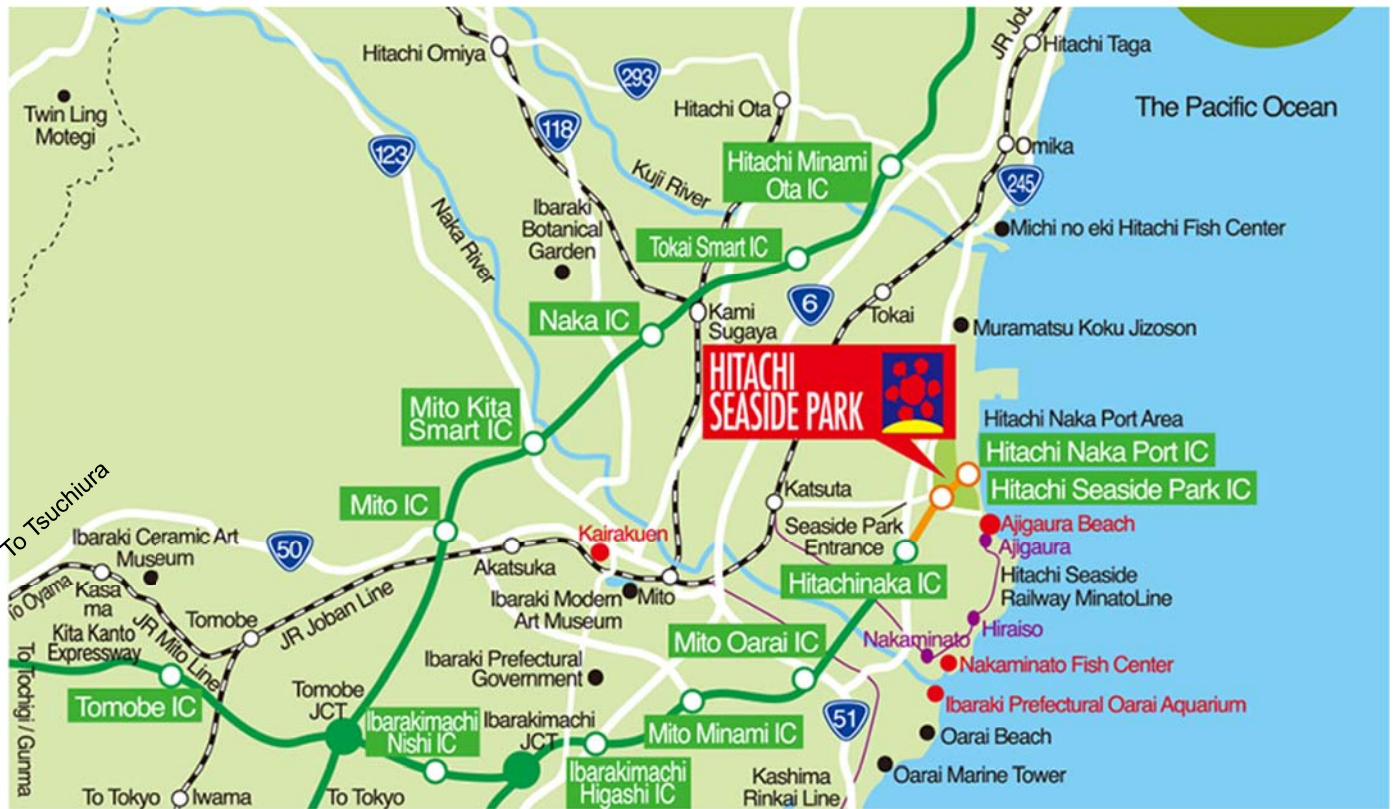 Hitachi Omiya
293
JR Job
Hitachi Taga
Twin Ling
Motegi
Hitachi Ota
The Pacific Ocean
118
123
Omika
Hitachi Minami
Ota IC
245
Kuji River
Naka River
Ibaraki
Botanical
Garden
Michi no eki Hitachi Fish Center
Tokai Smart IC
6
Tokai
Naka IC
Kami
Sugaya
Muramatsu Koku Jizoson
HITACHI
SEASIDE PARK
Mito Kita
Smart IC
Hitachi Naka Port Area
Hitachi Naka Port IC
Hitachi Seaside Park IC
To Tsuchiura
Mito IC
Katsuta
Seaside Park
Entrance
Ajigaura Beach
Ajigaura
Ibaraki Ceramic Art
Museum
50
Kairakuen
Akatsuka
Hitachinaka IC
Hitachi Seaside
Railway MinatoLine
To Oyama
Kasa
ma
Ibaraki Modern
Art Museum
Mito
JR Joban Line
Tomobe
JR Mito Line
Hiraiso
Kita Kanto
Expressway
Mito Oarai IC
Nakaminato
Nakaminato Fish Center
Ibaraki Prefectural
Government
To Tochigi / Gunma
Tomobe IC
Tomobe
JCT
Ibarakimachi
Nishi IC
Ibarakimachi
JCT
Mito Minami IC
51
Ibaraki Prefectural Oarai Aquarium
Oarai Beach
Ibarakimachi
Higashi IC
Kashima
Rinkai Line
Oarai Marine Tower
To Tokyo
Iwama
To Tokyo